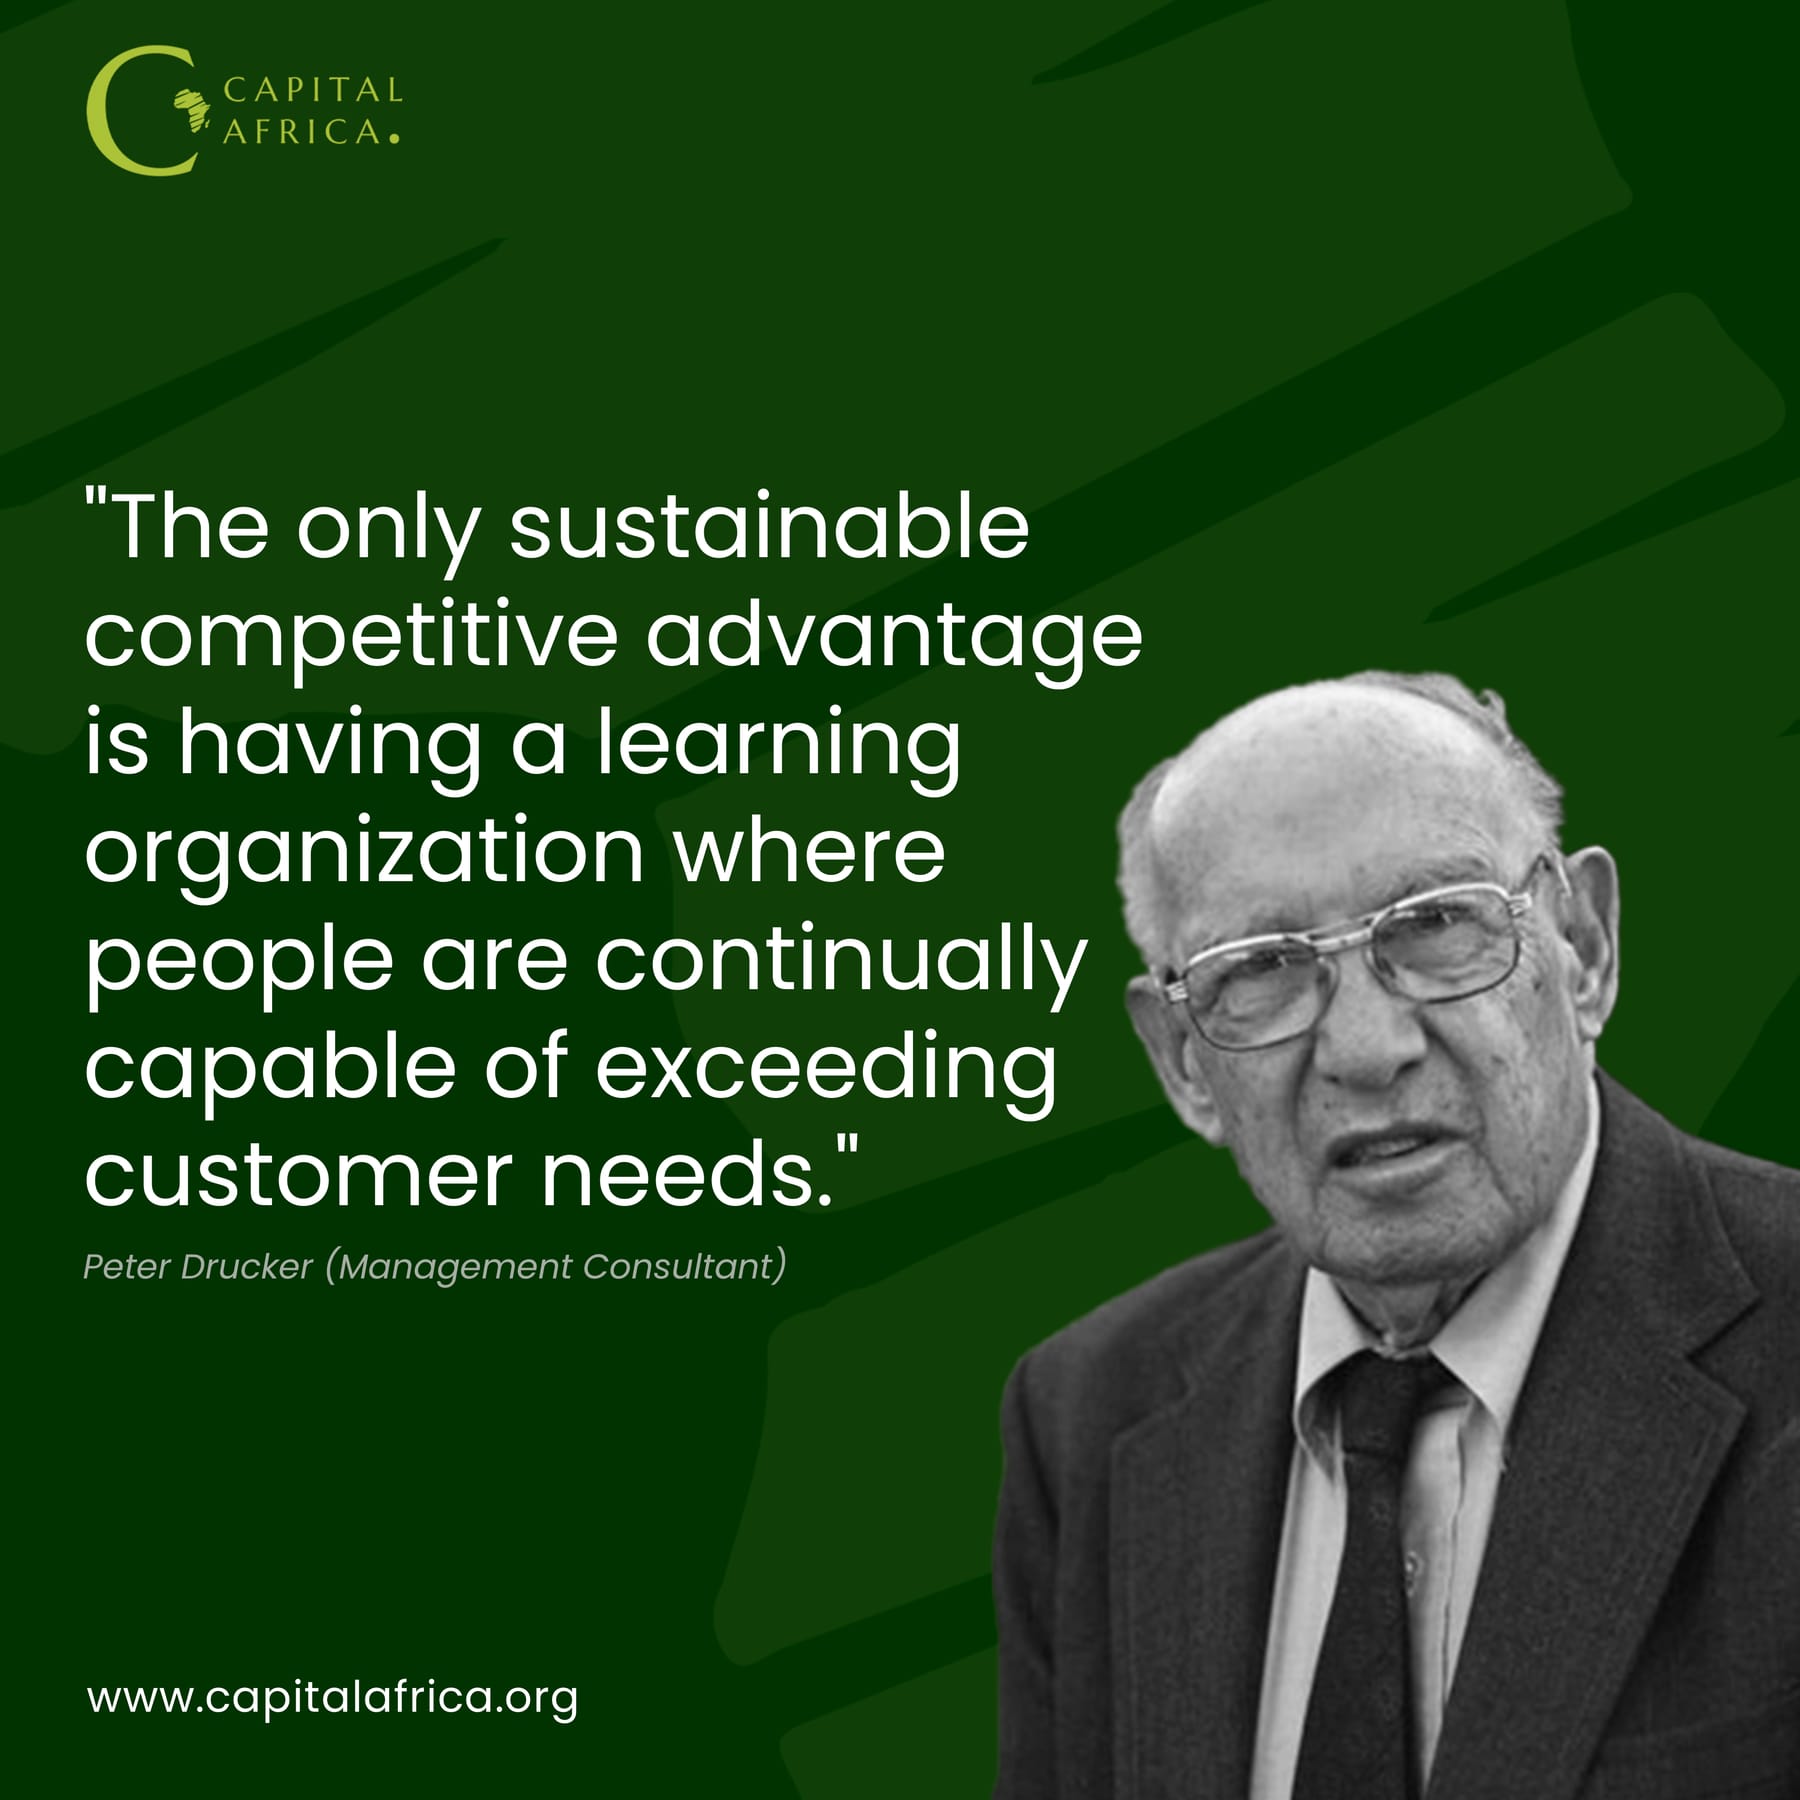 CAPITAL
AFRICA.
"The only sustainable
competitive advantage
is having a learning
organization where
people are continually
capable of exceeding
customer needs."
Peter Drucker (Management Consultant)
www.capitalafrica.org